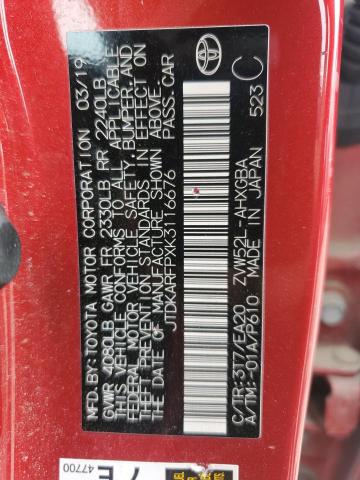 MFD. BY: TOYOTA MOTOR CORPORATION 03/19
GVWR 4080LB GAWR FR 2330LB RR 2240LB
THIS VEHICLE CONFORMS TO ALL APPLICABLE
FEDERAL MOTOR VEHICLE SAFETY, BUMPER, AND
THEFT PREVENTION STANDARDS IN EFFECT ON
THE DATE OF MANUFACTURE SHOWN ABOVE.
JTDKARFPXK3116676 PASS. CAR
C/TR: 3T7/EA20 ZVW52L-AHXGBA
A/TM: -01A/P610 MADE IN JAPAN 523
C
TOYOTA
47700